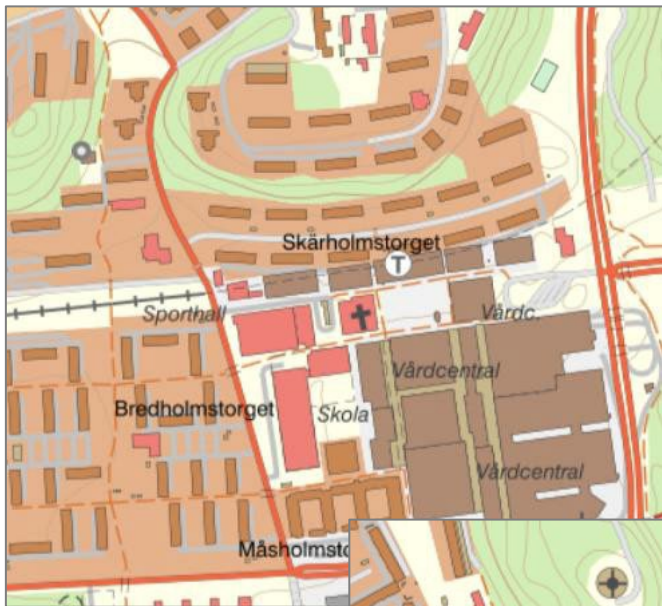 Skärholmstorget
T
Sporthall
Vårdc.
Vårdcentral
Bredholmstorget
Skola
Vårdcentral
Måsholmsto